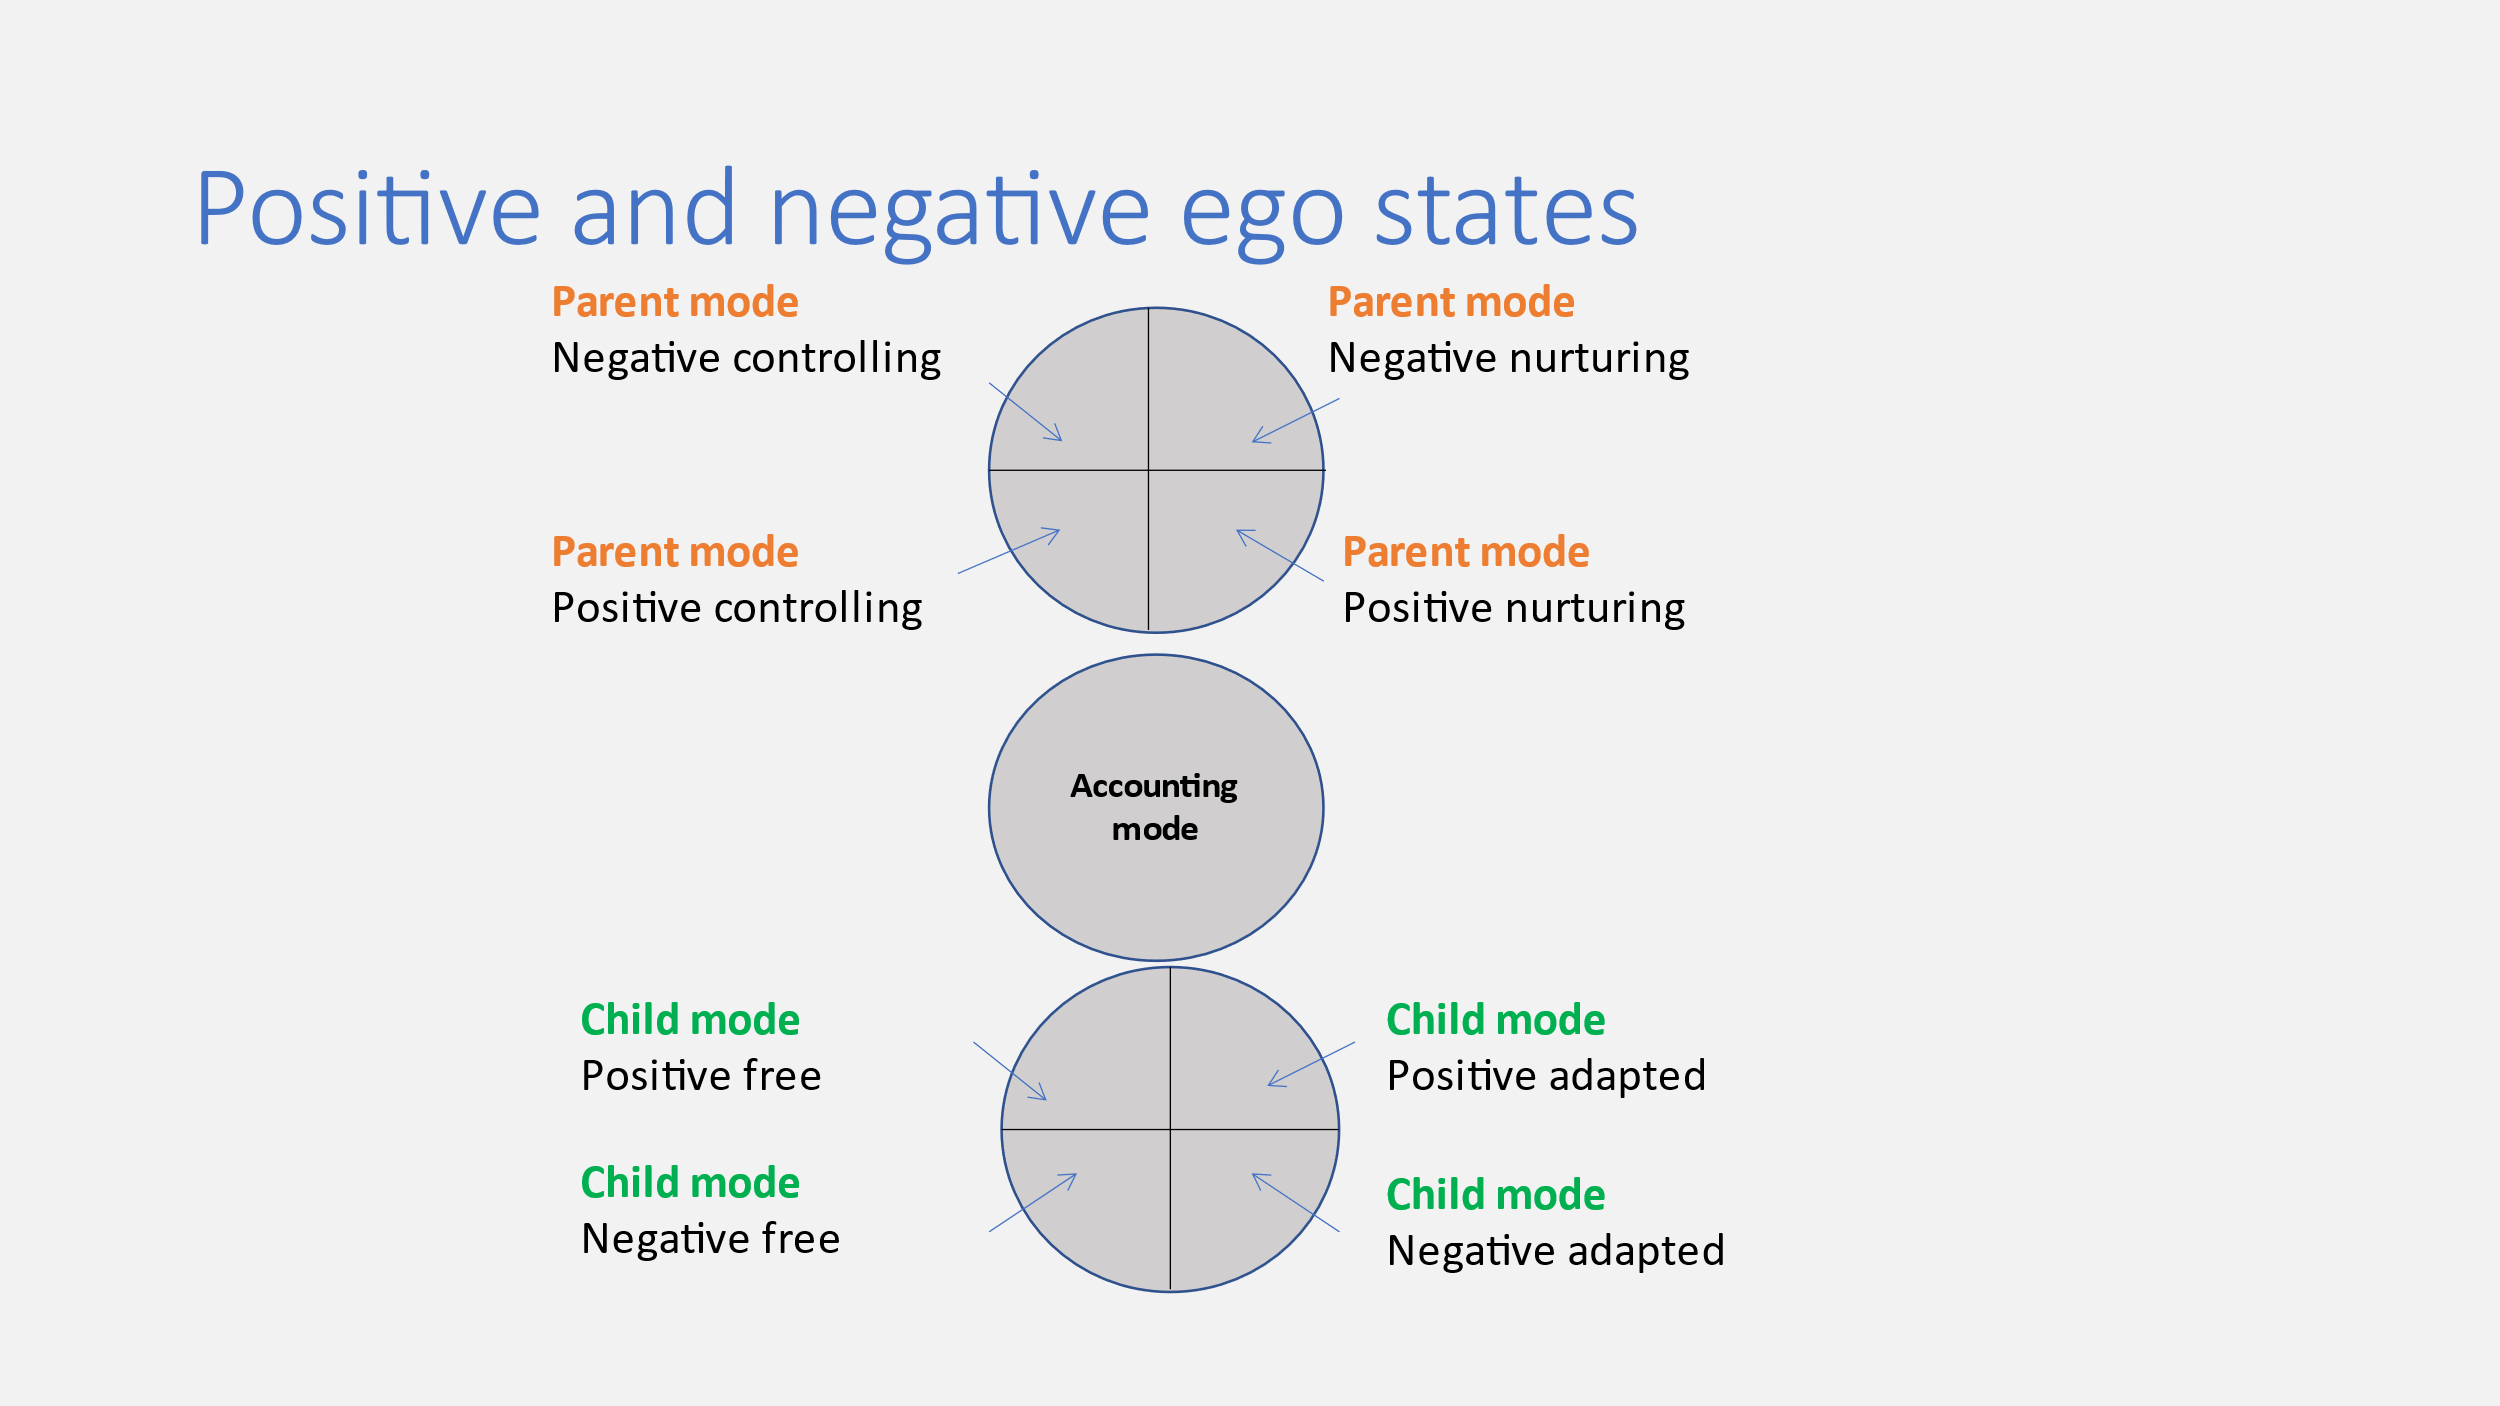 Positive and negative ego states
Parent mode
Negative controlling
Parent mode
Negative nurturing
Parent mode
Positive controlling
Parent mode
Positive nurturing
Accounting
mode
Child mode
Positive free
Child mode
Positive adapted
Child mode
Negative free
Child mode
Negative adapted